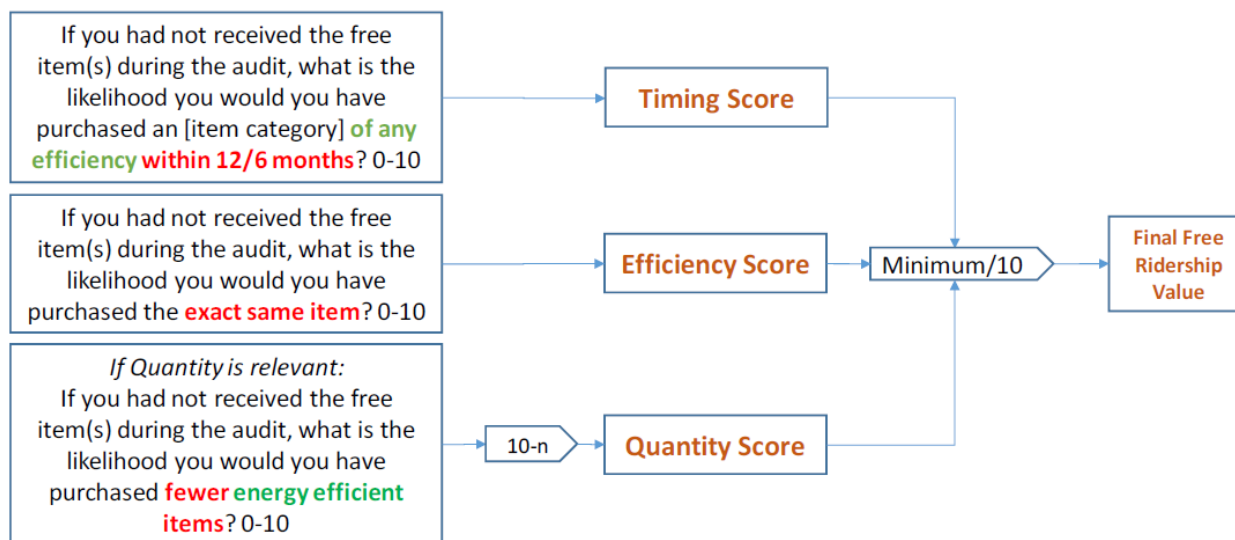 If you had not received the free
item(s) during the audit, what is the
likelihood you would you have
purchased an [item category] of any
efficiency within 12/6 months? 0-10
Timing Score
If you had not received the free
item(s) during the audit, what is the
likelihood you would you have
purchased the exact same item? 0-10
Efficiency Score
Minimum/10
Final Free
Ridership
Value
If Quantity is relevant:
If you had not received the free
item(s) during the audit, what is the
likelihood you would you have
purchased fewer energy efficient
items? 0-10
10-n
Quantity Score